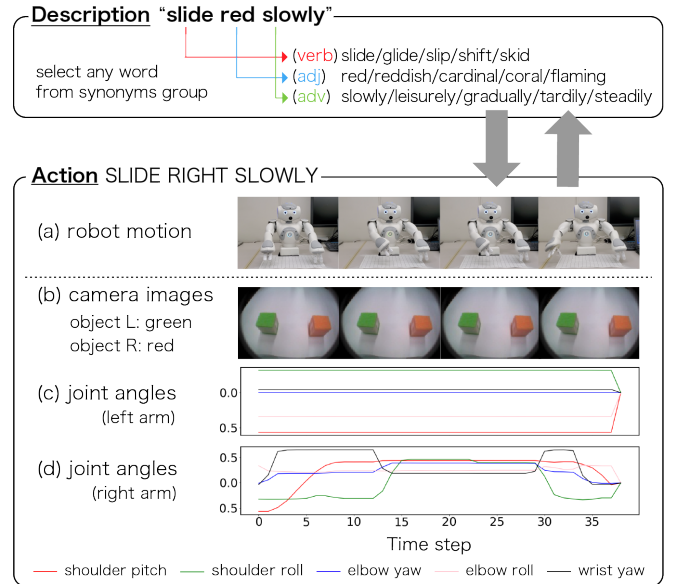 Description “slide red slowly”
select any word
from synonyms group
(verb) slide/glide/slip/shift/skid
(adj) red/reddish/cardinal/coral/flaming
(adv) slowly/leisurely/gradually/tardily/steadily
Action SLIDE RIGHT SLOWLY
(a) robot motion
(b) camera images
object L: green
object R: red
(c) joint angles
(left arm)
0.0
0.5
(d) joint angles
(right arm)
0.5
0.0
0.5
0 5 10 15 20 25 30 35
Time step
shoulder pitch shoulder roll elbow yaw elbow roll wrist yaw